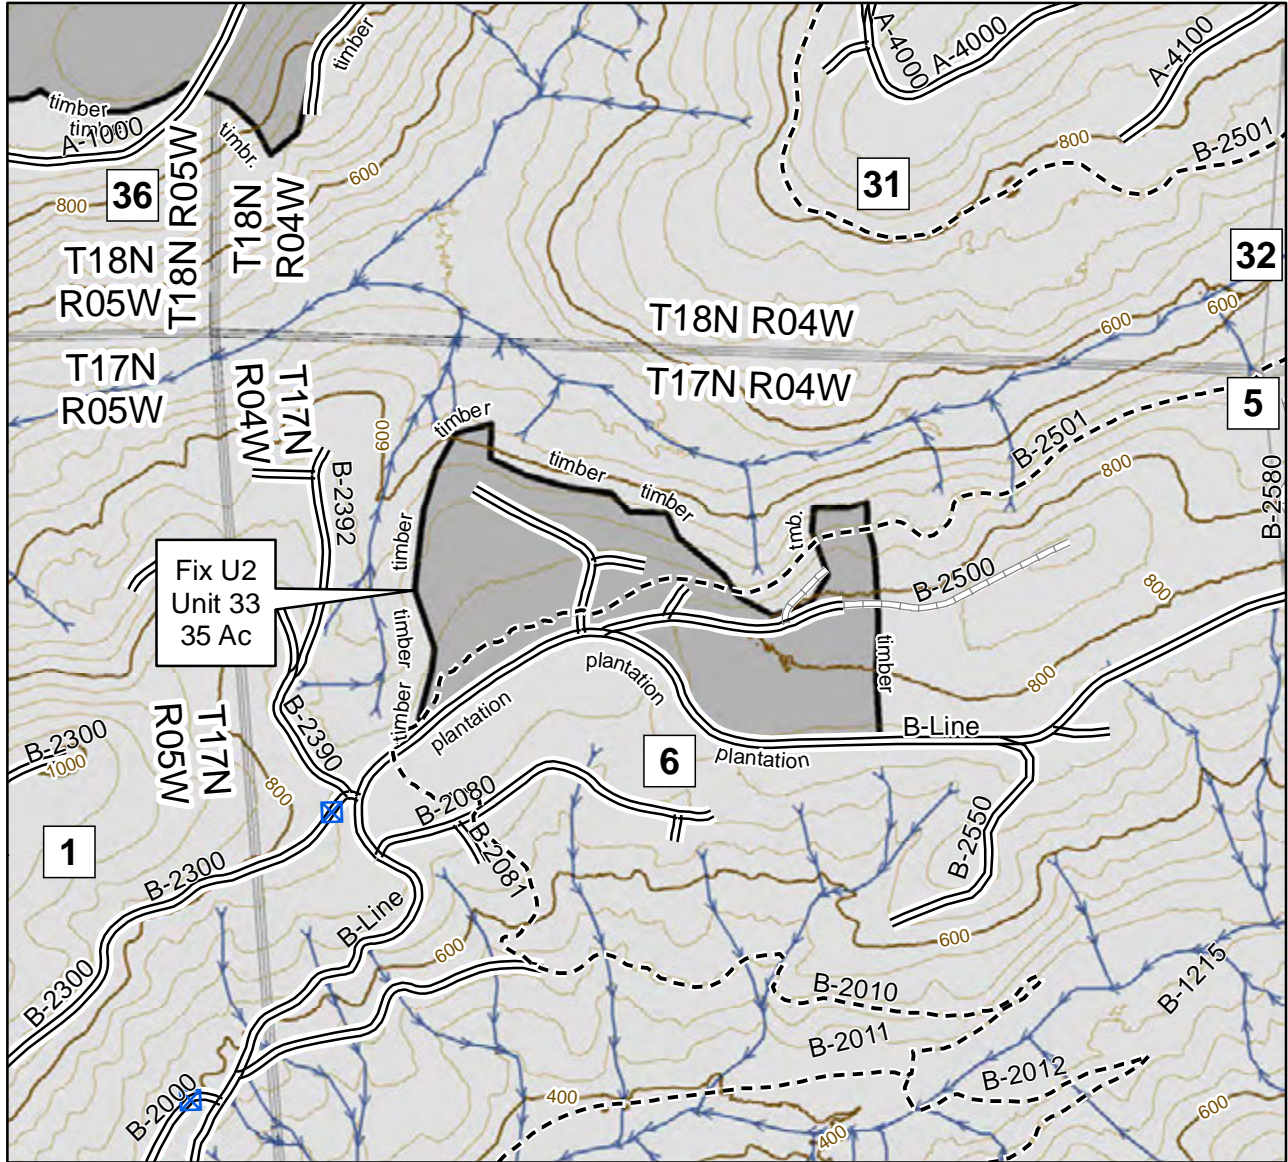 timber
A-4000
A-4000
A-4100
timber
timber
A-1000
timbr.
800
B-2501
36
T18N R05W
T18N
R04W
600
31
800
T18N
R05W
32
600
600
T18N R04W
T17N
R05W
T17N
R04W
T17N R04W
5
timber
600
B-2501
B-2392
timber
timber
800
B-2580
timber
tmb.
Fix U2
Unit 33
35 Ac
B-2500
800
timber
timber
plantation
800
timber
plantation
B-2390
T17N
R05W
B-Line
B-2300
1000
6
plantation
800
B-2080
B-2081
B-2550
1
B-2300
B-Line
600
600
B-2300
B-2010
B-1215
B-2011
B-2012
B-2000
400
400
600